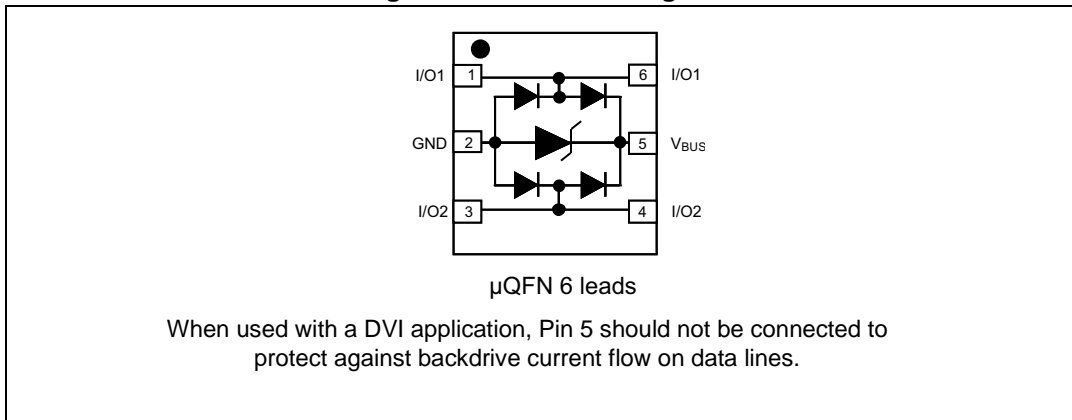 I/O1 1 6 I/O1
GND 2 5 VBUS
I/O2 3 4 I/O2
µQFN 6 leads
When used with a DVI application, Pin 5 should not be connected to
protect against backdrive current flow on data lines.